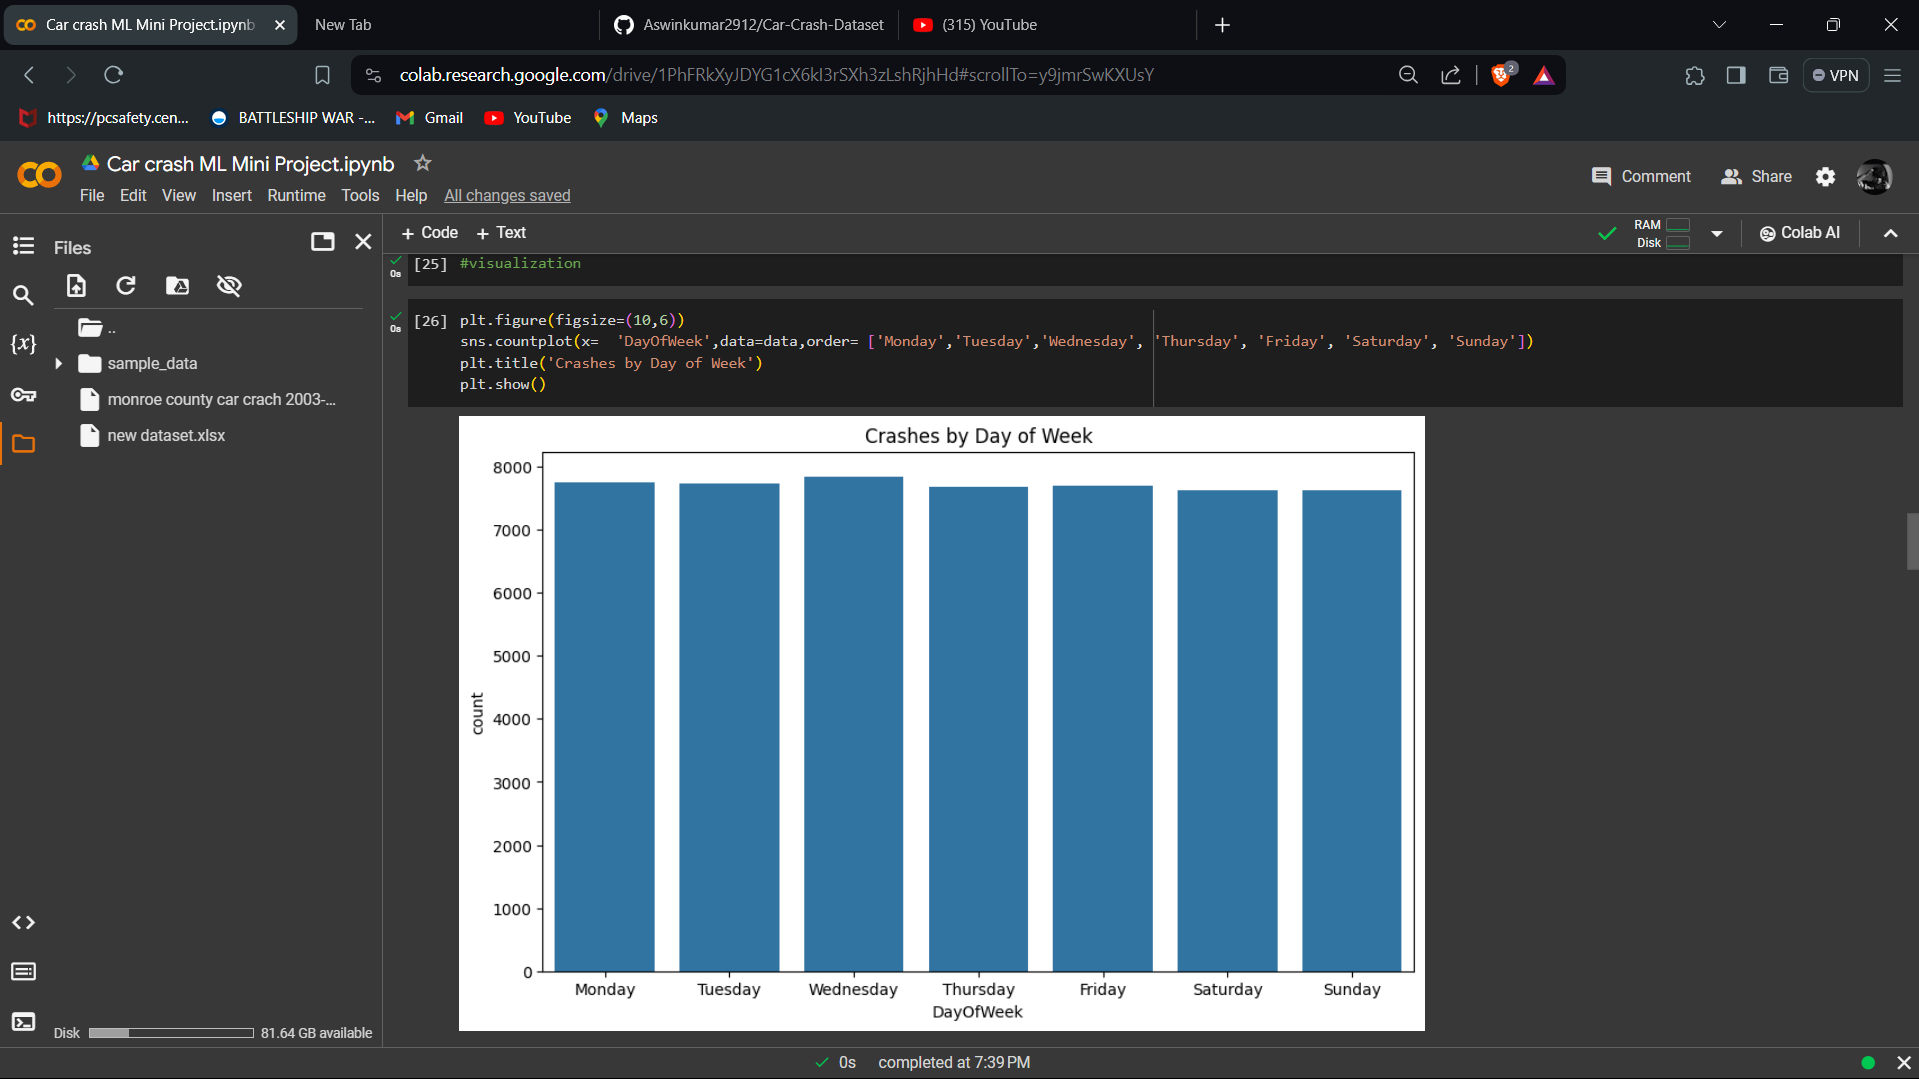 Car crash ML Mini Project.ipynb
New Tab
Aswinkumar2912/Car-Crash-Dataset
(315) YouTube
colab.research.google.com/drive/1PhFRkXyJDYG1cX6kI3rSXh3zLshRjhHd#scrollTo=y9jmrSwKXUsY
2
VPN
https://pcsafety.cen...
BATTLESHIP WAR -...
Gmail
YouTube
Maps
Car crash ML Mini Project.ipynb
File Edit View Insert Runtime Tools Help All changes saved
Comment
Share
Files
+ Code + Text
RAM
Disk
Colab AI
..
sample_data
monroe county car crach 2003-...
new dataset.xlsx
Disk
81.64 GB available
0s
[25] #visualization
0s
[26] plt.figure(figsize=(10,6))
sns.countplot(x=  'DayOfWeek',data=data,order= ['Monday','Tuesday','Wednesday', 'Thursday', 'Friday', 'Saturday', 'Sunday'])
plt.title('Crashes by Day of Week')
plt.show()
Crashes by Day of Week
8000
7000
6000
5000
4000
3000
2000
1000
0
count
Monday Tuesday Wednesday Thursday Friday Saturday Sunday
DayOfWeek
0s completed at 7:39 PM